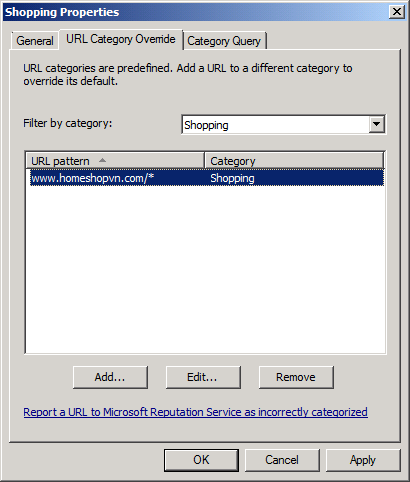 Shopping Properties
General URL Category Override Category Query
URL categories are predefined. Add a URL to a different category to
override its default.
Filter by category: Shopping
URL pattern Category
www.homeshopvn.com/* Shopping
Add... Edit... Remove
Report a URL to Microsoft Reputation Service as incorrectly categorized
OK Cancel Apply